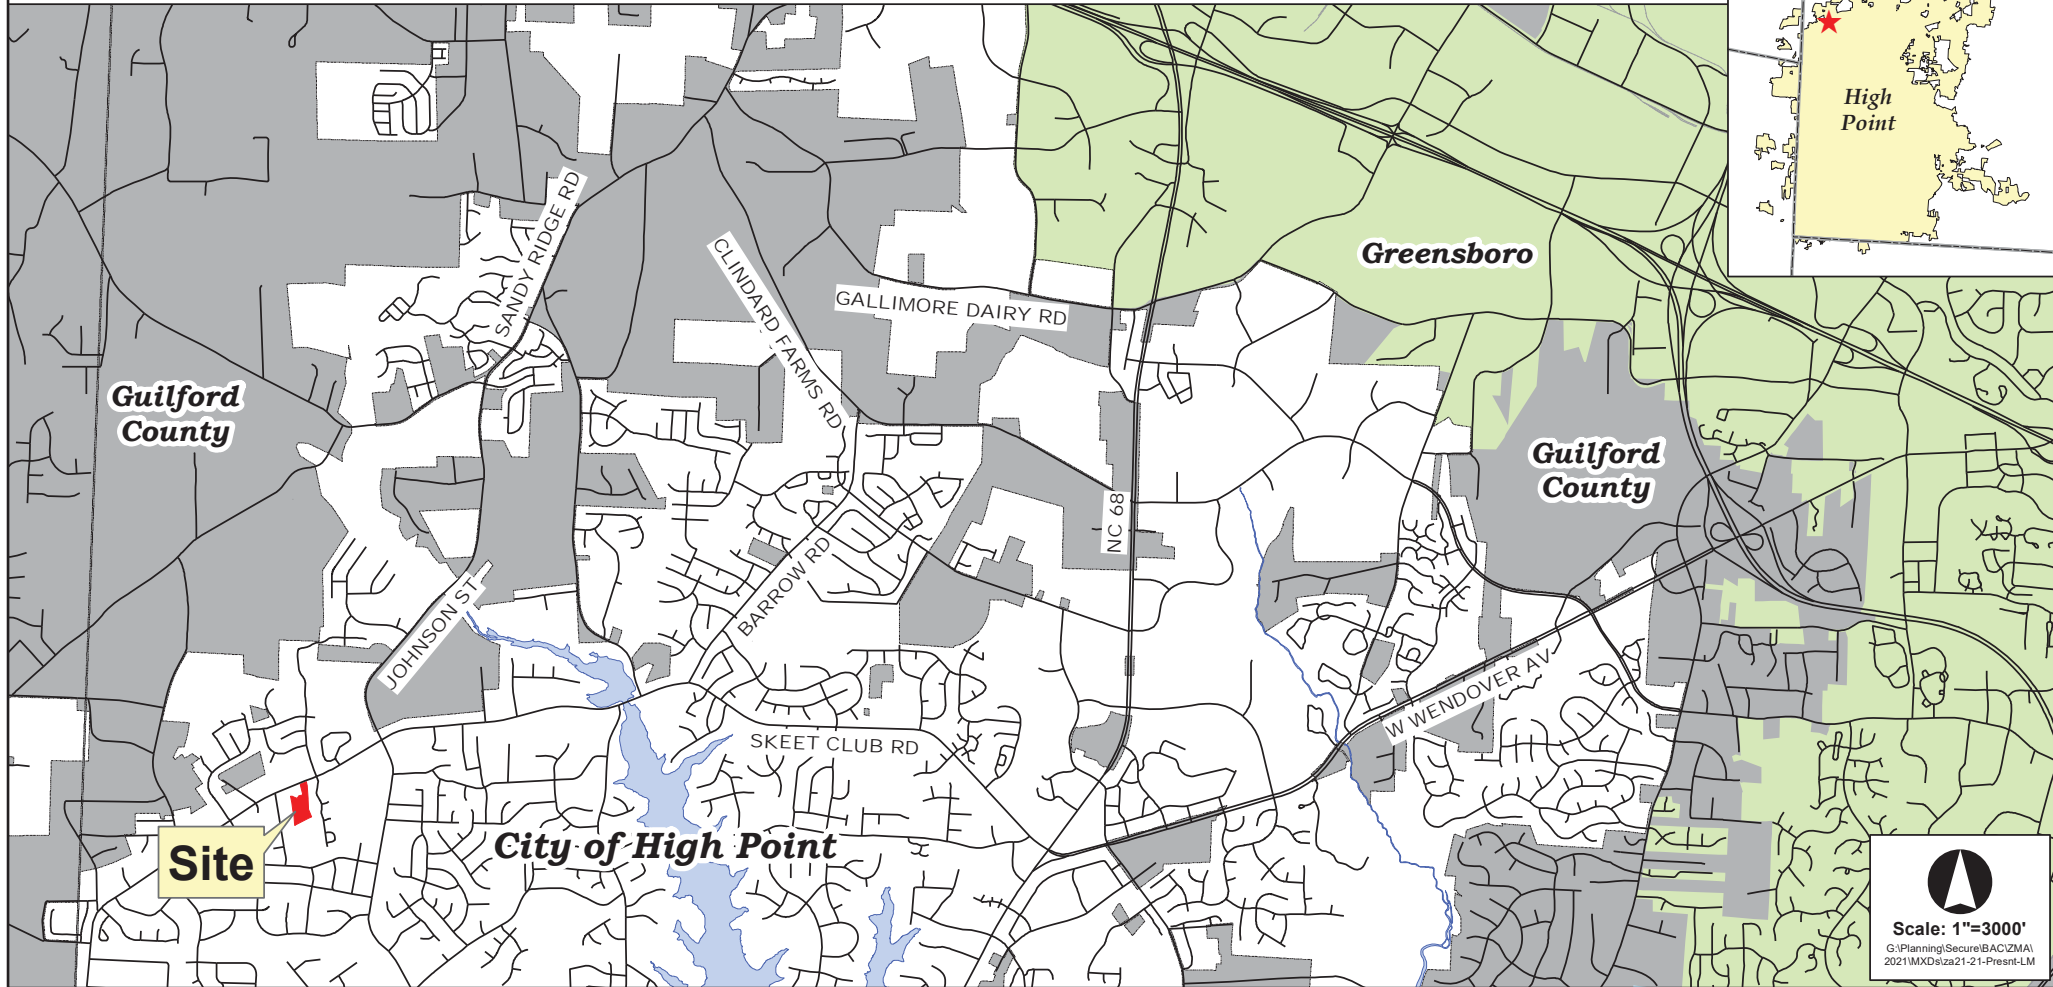 High
Point
SANDY RIDGE RD
CLINDARD FARMS RD
GALLIMORE DAIRY RD
Greensboro
Guilford
County
Guilford
County
NC 68
BARROW RD
JOHNSON ST
W WENDOVER AV
SKEET CLUB RD
City of High Point
Site
Scale: 1"=3000'
G:\Planning\Secure\BAC\ZMA\
2021\MXDs\za21-21-Presnt-LM